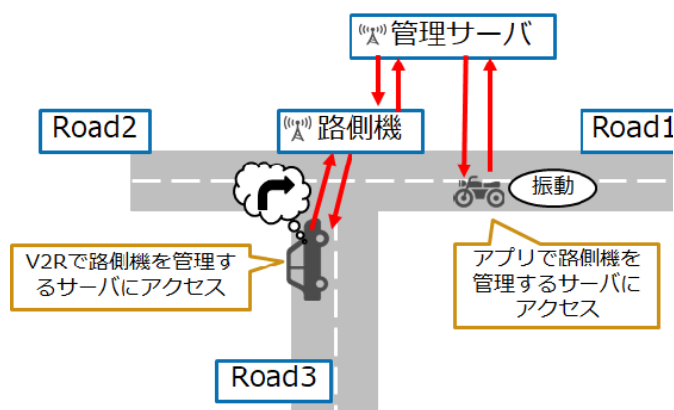 管理サーバ
Road2
路側機
Road1
振動
V2Rで路側機を管理す
るサーバにアクセス
アプリで路側機を
管理するサーバに
アクセス
Road3